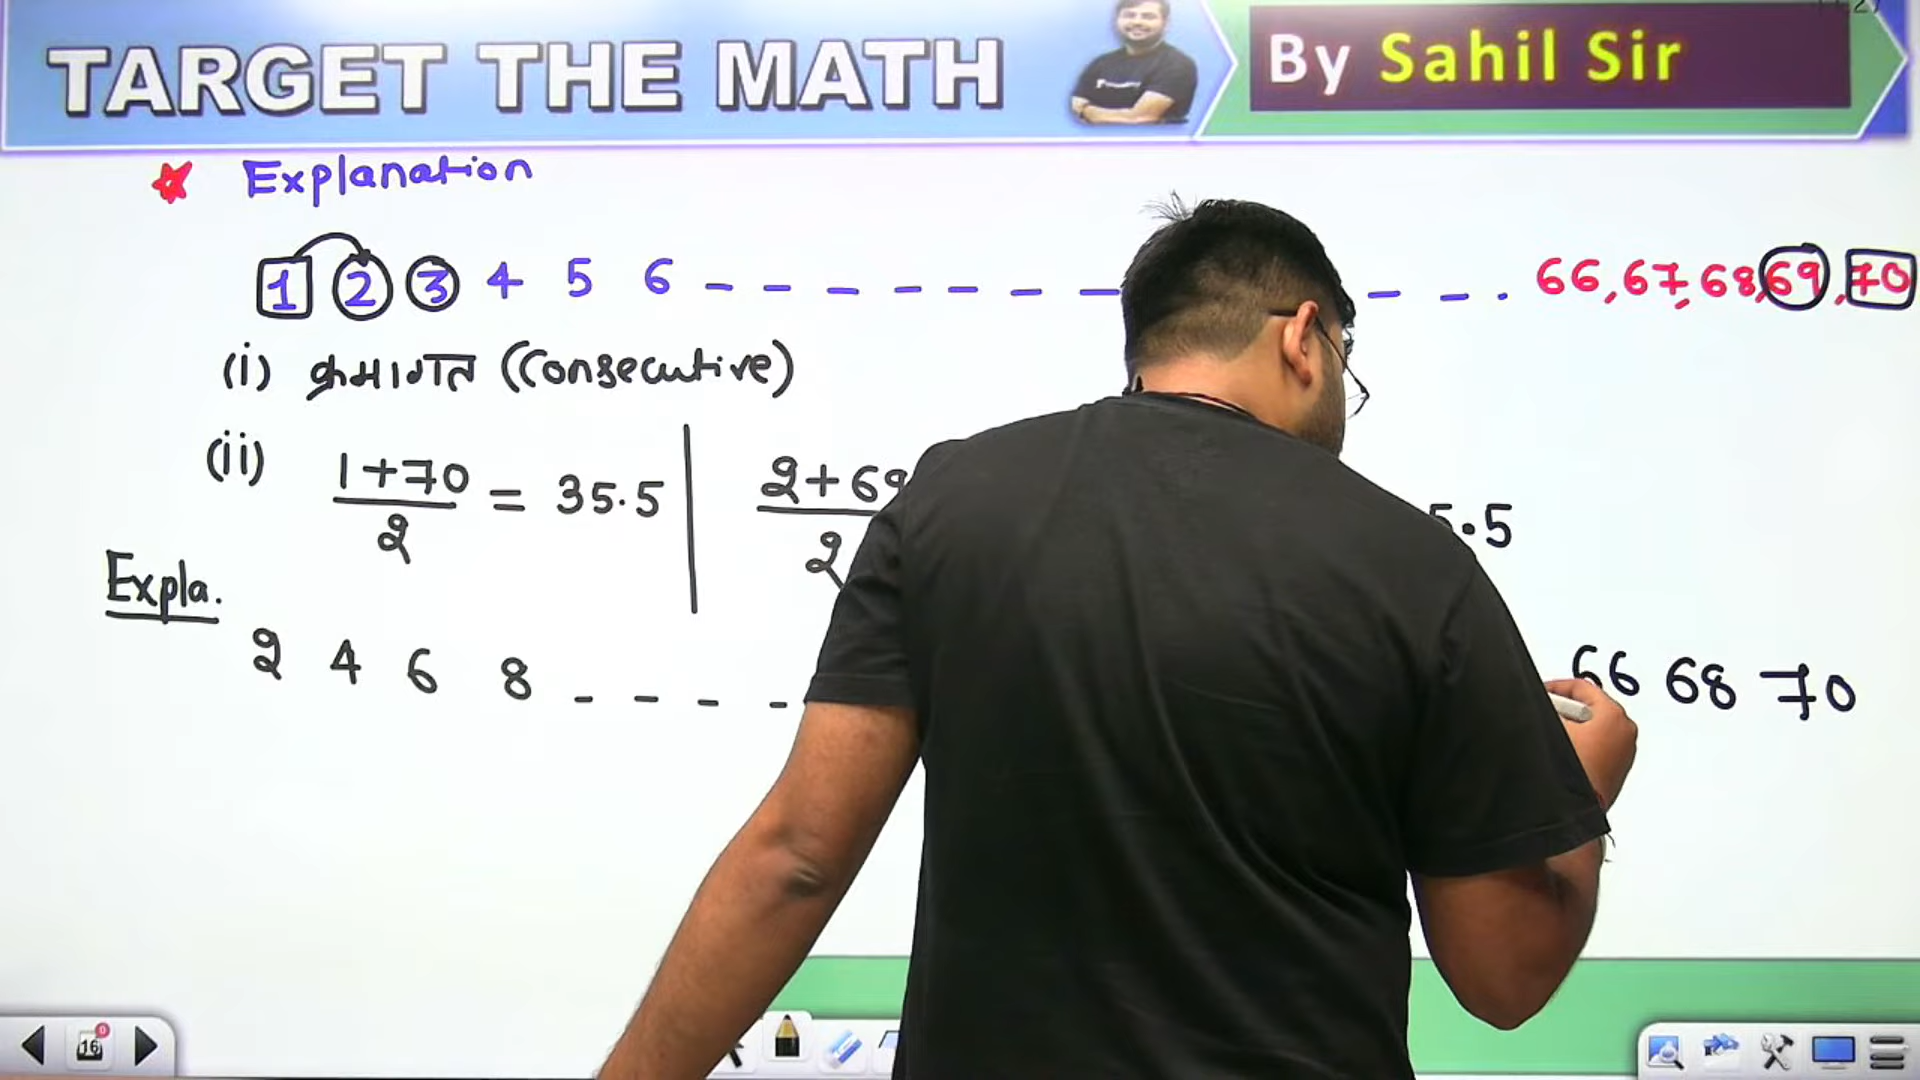 TARGET THE MATH
By Sahil Sir
Explanation
1 2 3 4 5 6 - - - - - - - - - - . 66, 67, 68, 69, 70
(i) क्रमागत (Consecutive)
(ii) 1+70/2 = 35.5 | 2+69/2 5.5
Expla.
2 4 6 8 - - - - 66 68 70
16
0